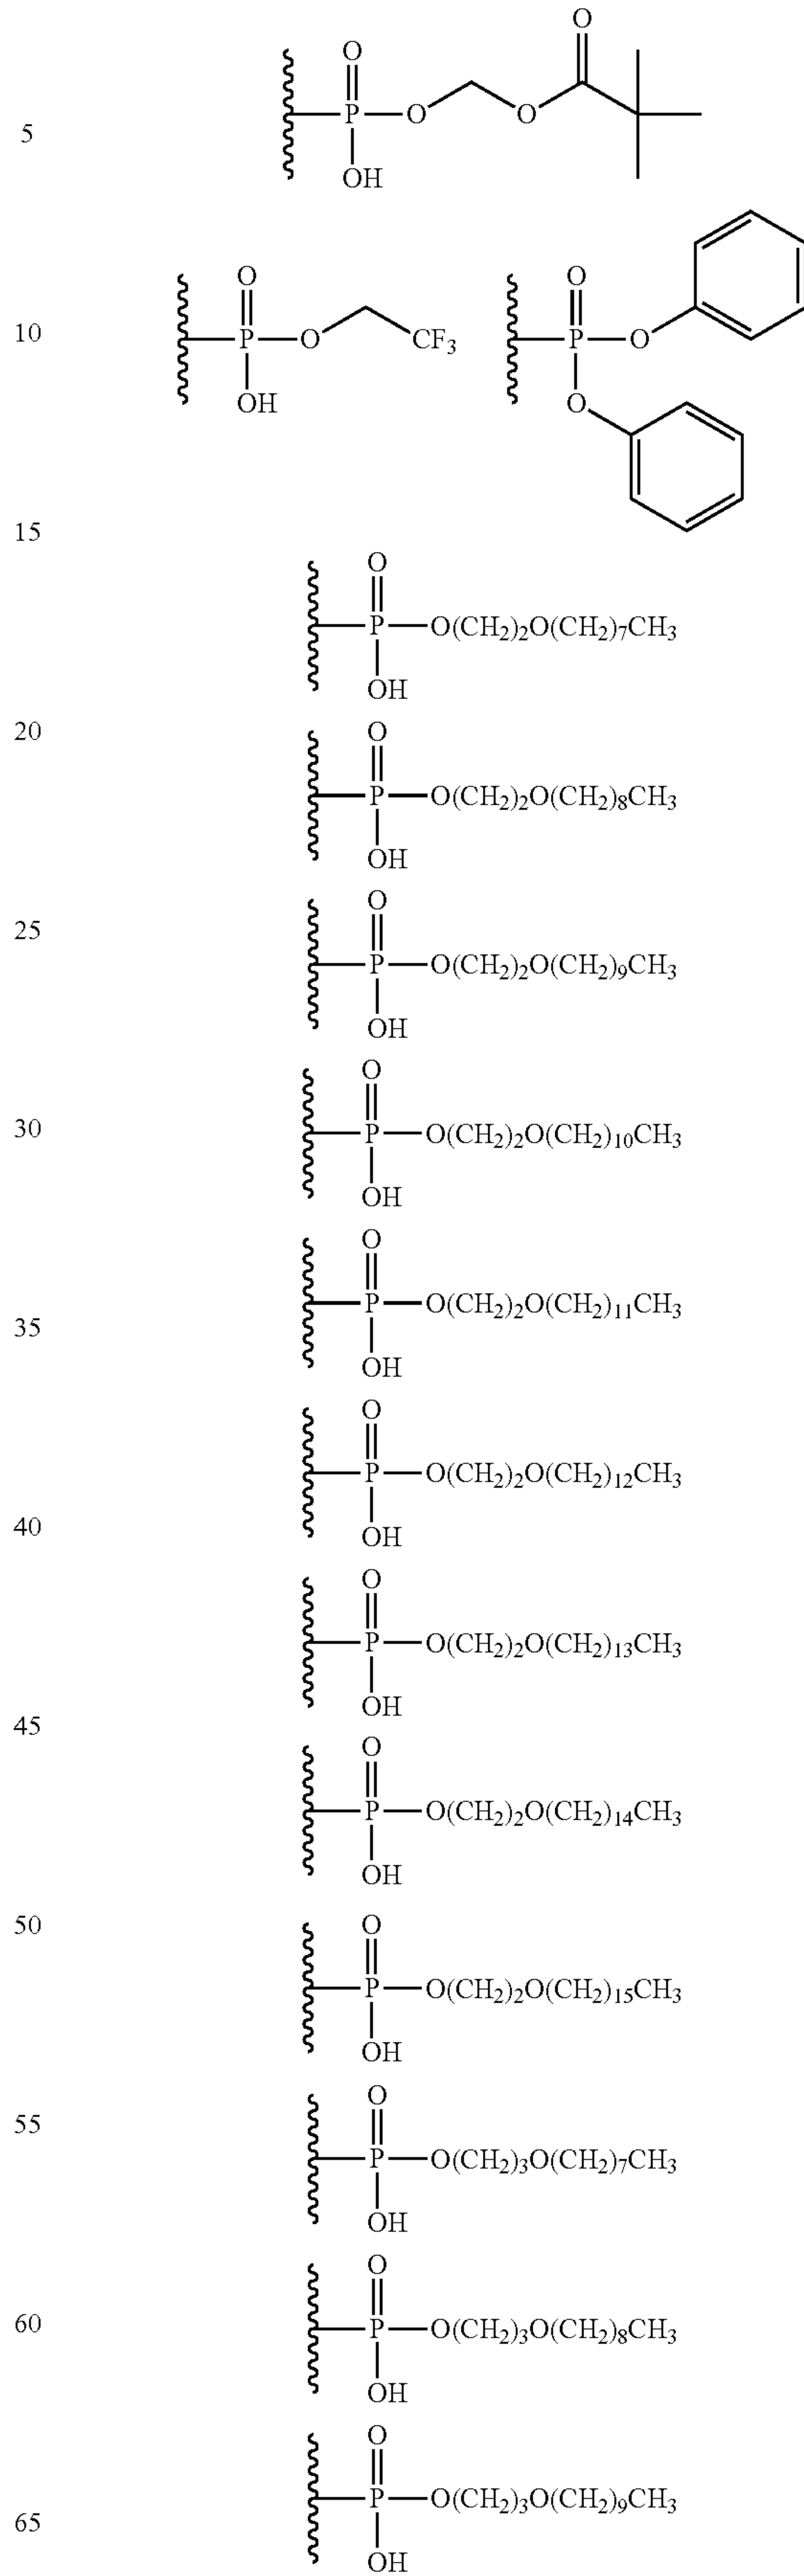 O
O
P
O
O
5
OH
O
O
10
P
O
CF3
P
O
OH
O
15
O
P
O(CH2)2O(CH2)7CH3
OH
20
O
P
O(CH2)2O(CH2)8CH3
OH
25
O
P
O(CH2)2O(CH2)9CH3
OH
O
30
P
O(CH2)2O(CH2)10CH3
OH
O
P
O(CH2)2O(CH2)11CH3
35
OH
O
P
O(CH2)2O(CH2)12CH3
40
OH
O
P
O(CH2)2O(CH2)13CH3
OH
45
O
P
O(CH2)2O(CH2)14CH3
OH
50
O
P
O(CH2)2O(CH2)15CH3
OH
55
O
P
O(CH2)3O(CH2)7CH3
OH
O
60
P
O(CH2)3O(CH2)8CH3
OH
O
P
O(CH2)3O(CH2)9CH3
65
OH